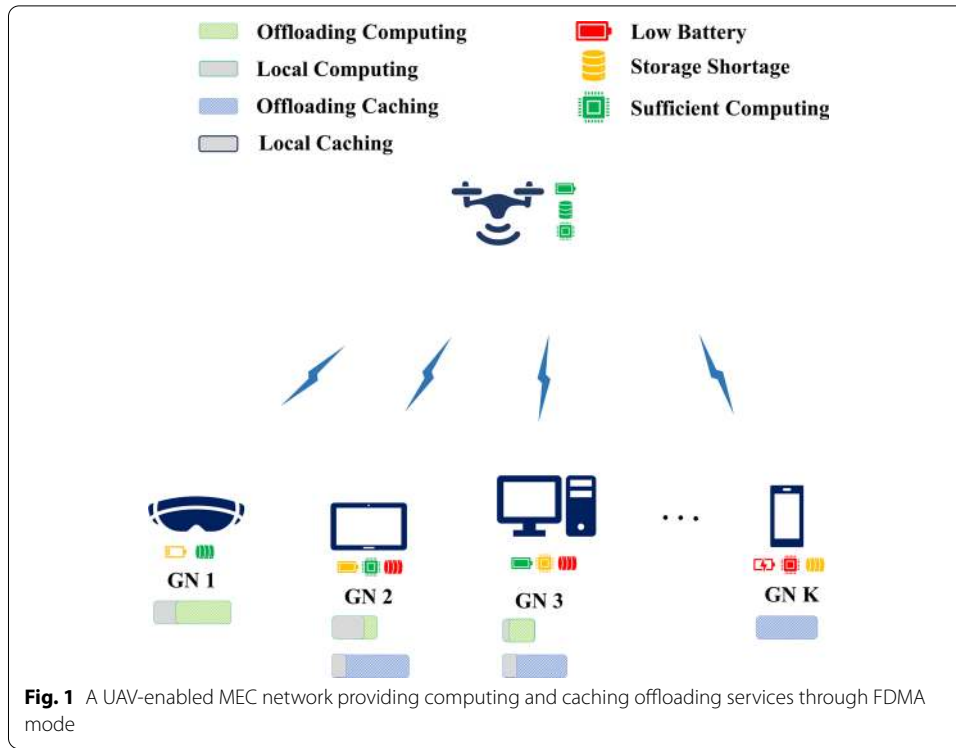 Offloading Computing
Local Computing
Offloading Caching
Local Caching
Low Battery
Storage Shortage
Sufficient Computing
...
GN 1
GN 2
GN 3
GN K
Fig. 1 A UAV-enabled MEC network providing computing and caching offloading services through FDMA
mode